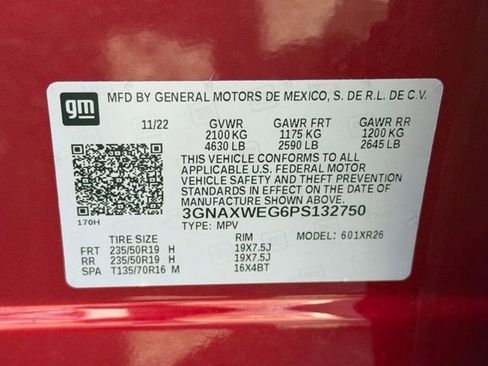 gm
MFD BY GENERAL MOTORS DE MEXICO, S. DE R.L. DE C.V.
11/22 GVWR GAWR FRT GAWR RR
2100 KG 1175 KG 1200 KG
4630 LB 2590 LB 2645 LB
THIS VEHICLE CONFORMS TO ALL
APPLICABLE U.S. FEDERAL MOTOR
VEHICLE SAFETY AND THEFT PREVENTION
STANDARDS IN EFFECT ON THE DATE OF
MANUFACTURE SHOWN ABOVE.
3GNAXWEG6PS132750
170H TYPE: MPV
TIRE SIZE RIM MODEL: 601XR26
FRT 235/50R19 H 19X7.5J
RR 235/50R19 H 19X7.5J
SPA T135/70R16 M 16X4BT